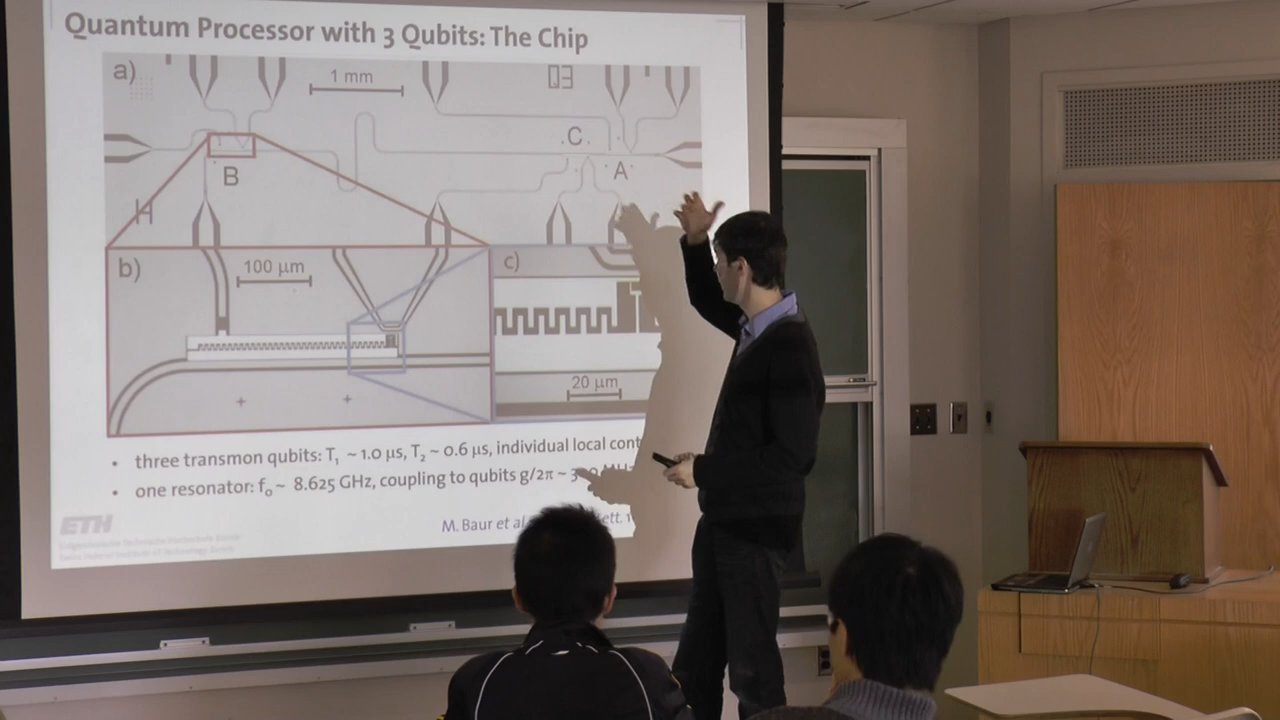 Quantum Processor with 3 Qubits: The Chip
a)
1 mm
Q3
C
B
A
H
b)
100 µm
c)
20 µm
• three transmon qubits: T₁ ~ 1.0 µs, T₂ ~ 0.6 µs, individual local
• one resonator: f₀ ~ 8.625 GHz, coupling to qubits g/2π ~
M. Baur et al
ETH